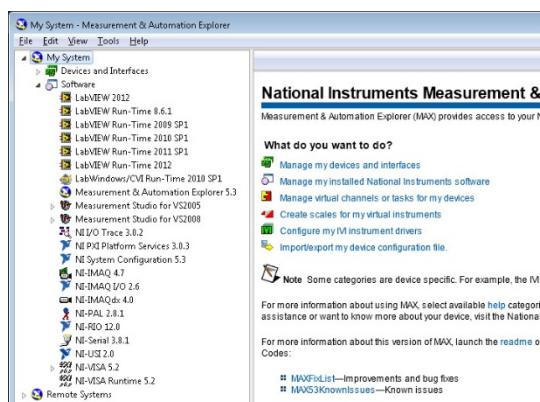 My System - Measurement & Automation Explorer
File Edit View Tools Help
My System
Devices and Interfaces
Software
LabVIEW 2012
LabVIEW Run-Time 8.6.1
LabVIEW Run-Time 2009 SP1
LabVIEW Run-Time 2010 SP1
LabVIEW Run-Time 2011 SP1
LabVIEW Run-Time 2012
LabWindows/CVI Run-Time 2010 SP1
Measurement & Automation Explorer 5.3
Measurement Studio for VS2005
Measurement Studio for VS2008
NI I/O Trace 3.0.2
NI PXI Platform Services 3.0.3
NI System Configuration 5.3
NI-IMAQ 4.7
NI-IMAQ I/O 2.6
NI-IMAQdx 4.0
NI-PAL 2.8.1
NI-RIO 12.0
NI-Serial 3.8.1
NI-USI 2.0
NI-VISA 5.2
NI-VISA Runtime 5.2
Remote Systems
National Instruments Measurement &
Measurement & Automation Explorer (MAX) provides access to your
What do you want to do?
Manage my devices and interfaces
Manage my installed National Instruments software
Manage virtual channels or tasks for my devices
Create scales for my virtual instruments
Configure my IVI instrument drivers
Import/export my device configuration file.
Note Some categories are device specific. For example, the IVI
For more information about using MAX, select available help categori
assistance or want to know more about your device, visit the National
For more information about this version of MAX, launch the readme o
Codes:
MAXFixList—Improvements and bug fixes
MAX53KnownIssues—Known issues